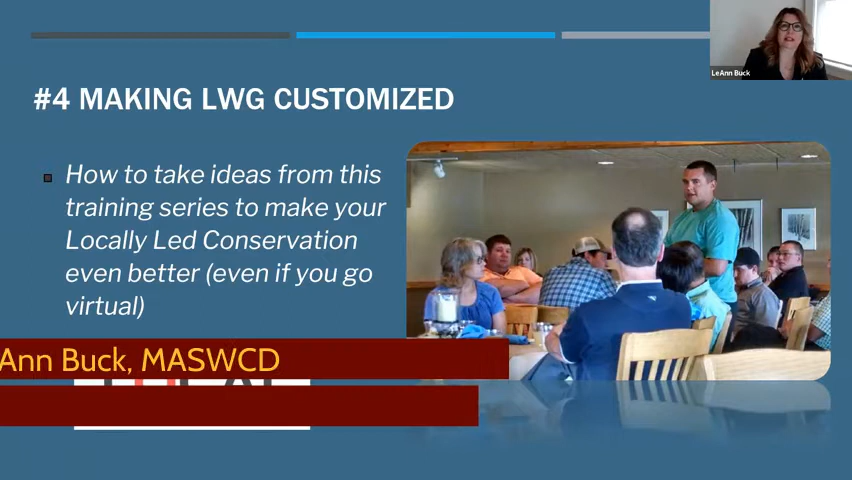 LeAnn Buck
#4 MAKING LWG CUSTOMIZED
How to take ideas from this
training series to make your
Locally Led Conservation
even better (even if you go
virtual)
Ann Buck, MASWCD